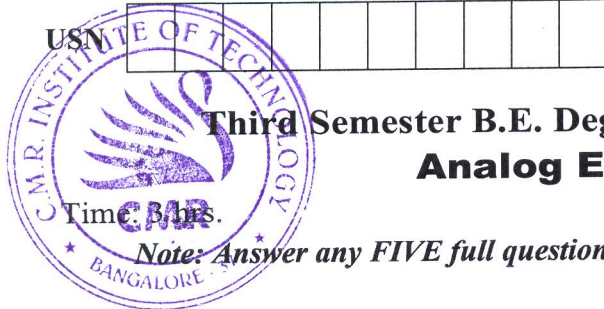 USN
C.M.R. INSTITUTE OF TECHNOLOGY
Third Semester B.E. Deg
Analog E
CMR
Time: 3 hrs.
Note: Answer any FIVE full question
BANGALORE